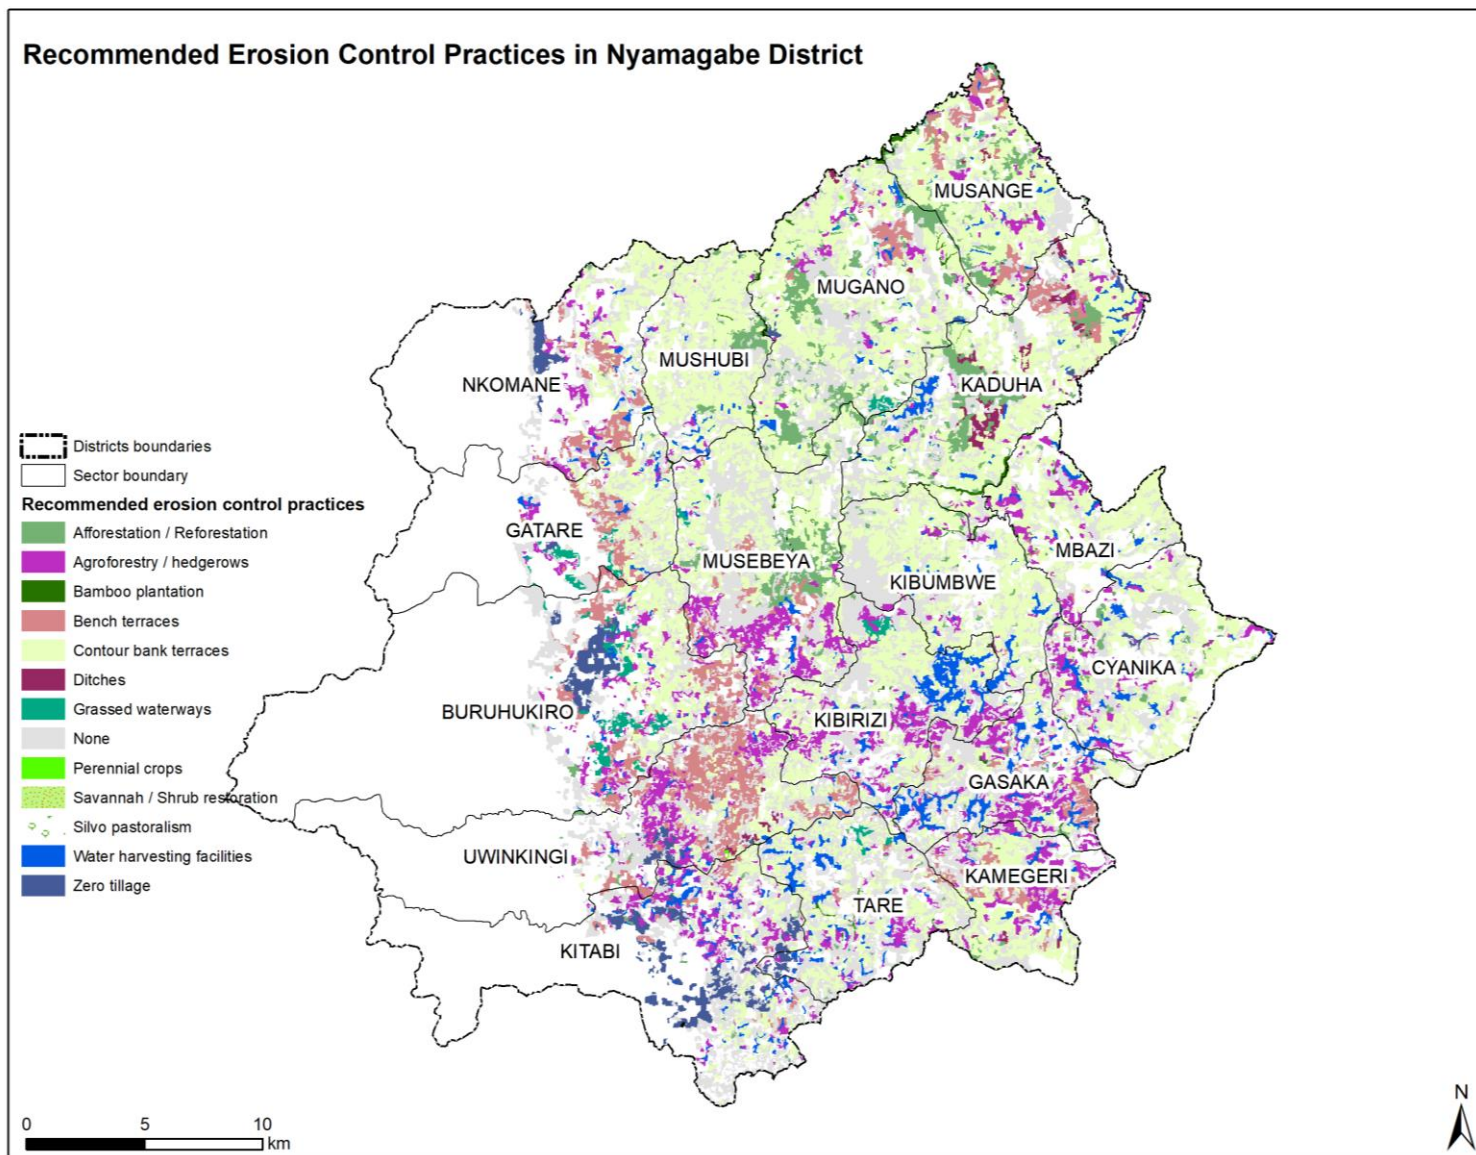 Recommended Erosion Control Practices in Nyamagabe District
MUSANGE
MUGANO
MUSHUBI
NKOMANE
KADUHA
GATARE
MUSEBEYA
MBAZI
KIBUMBWE
CYANIKA
BURUHUKIRO
KIBIRIZI
GASAKA
UWINKINGI
KAMEGERI
TARE
KITABI
Districts boundaries
Sector boundary
Recommended erosion control practices
Afforestation / Reforestation
Agroforestry / hedgerows
Bamboo plantation
Bench terraces
Contour bank terraces
Ditches
Grassed waterways
None
Perennial crops
Savannah / Shrub restoration
Silvo pastoralism
Water harvesting facilities
Zero tillage
0 5 10
km
N